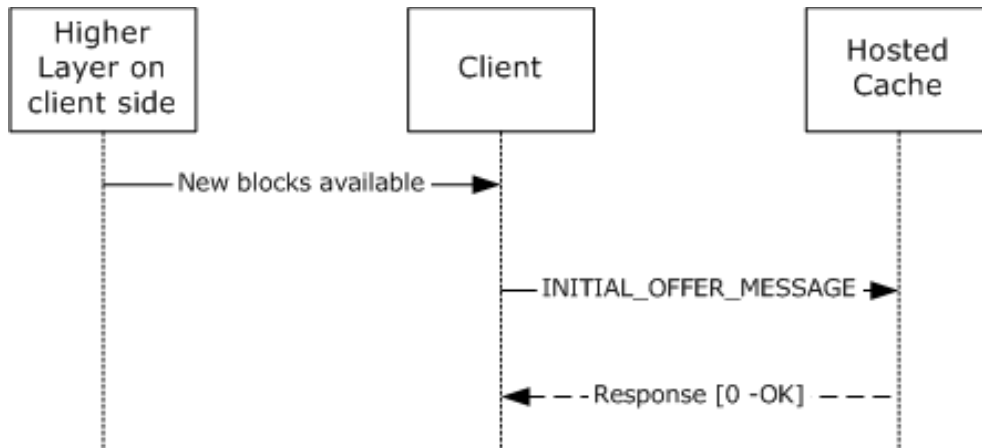 Higher
Layer on
client side
Client
Hosted
Cache
New blocks available
INITIAL_OFFER_MESSAGE
Response [0 -OK]